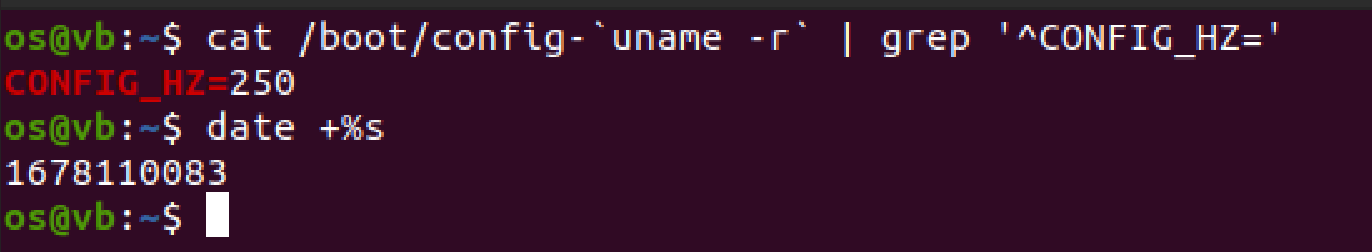 os@vb:~$ cat /boot/config-`uname -r` | grep '^CONFIG_HZ='
CONFIG_HZ=250
os@vb:~$ date +%s
1678110083
os@vb:~$